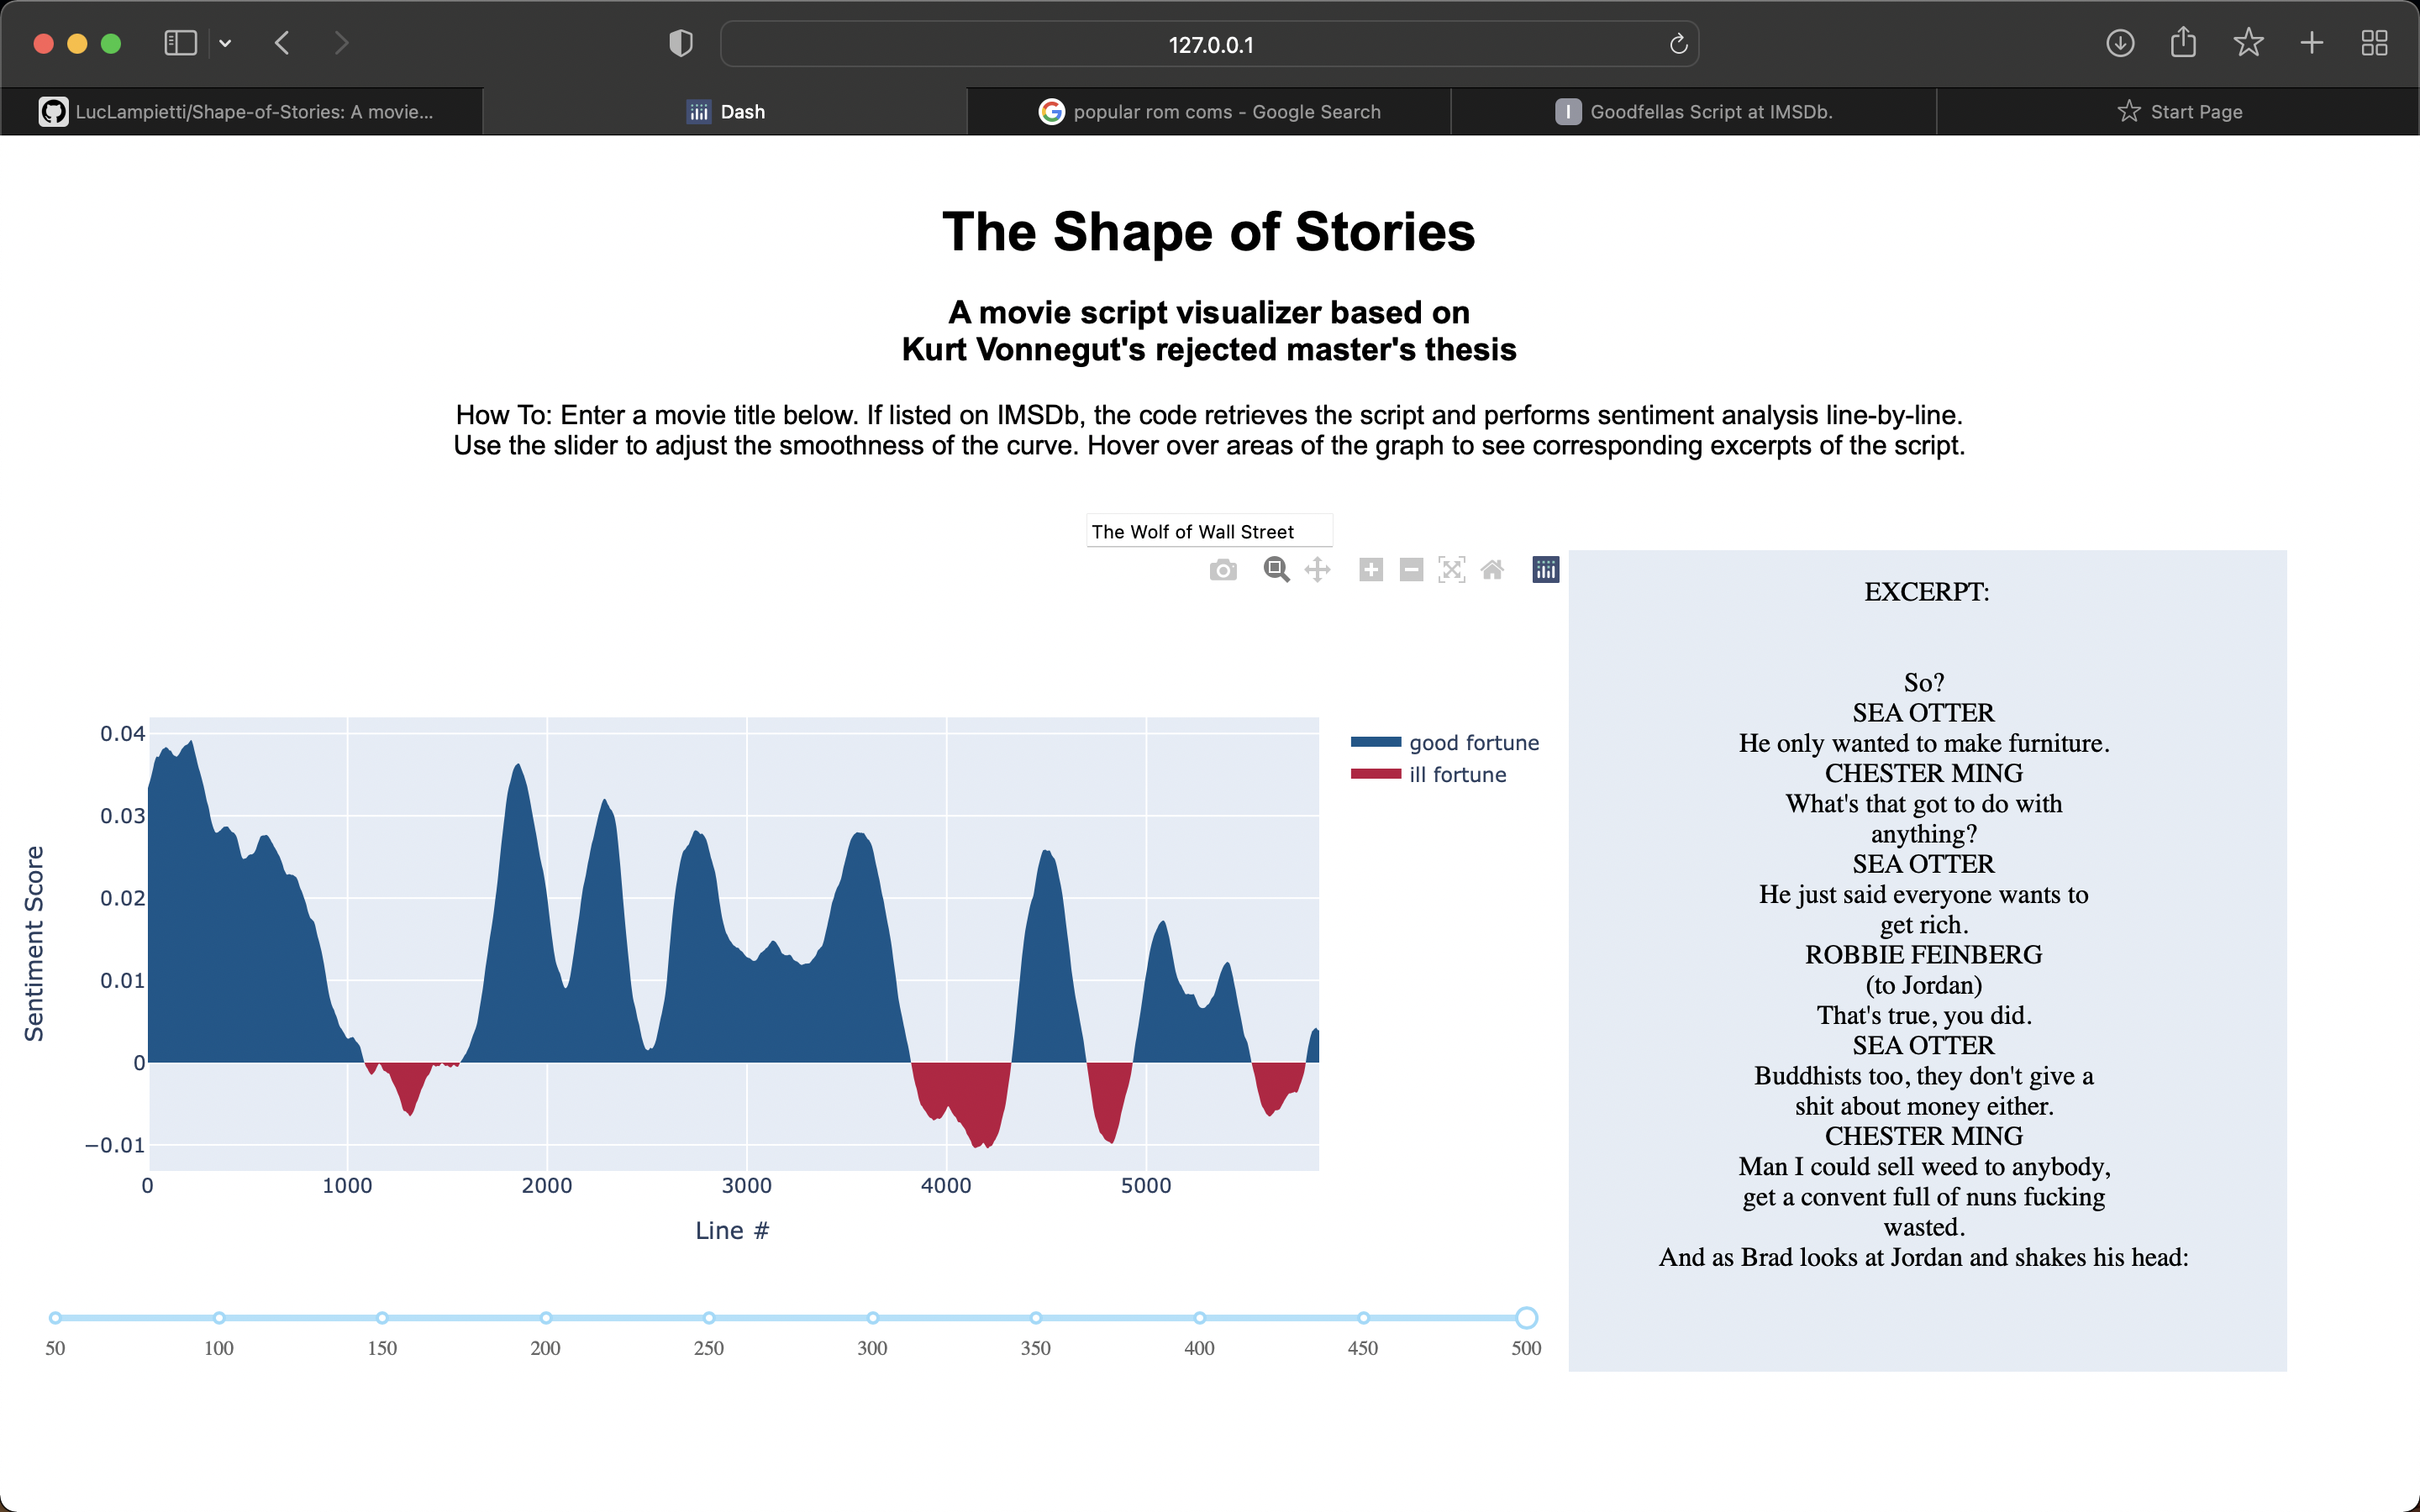 127.0.0.1
LucLampietti/Shape-of-Stories: A movie...
Dash
popular rom coms - Google Search
I
Goodfellas Script at IMSDb.
Start Page
The Shape of Stories
A movie script visualizer based on
Kurt Vonnegut's rejected master's thesis
How To: Enter a movie title below. If listed on IMSDb, the code retrieves the script and performs sentiment analysis line-by-line.
Use the slider to adjust the smoothness of the curve. Hover over areas of the graph to see corresponding excerpts of the script.
The Wolf of Wall Street
Sentiment Score
0.04
0.03
0.02
0.01
0
−0.01
0 1000 2000 3000 4000 5000
Line #
good fortune
ill fortune
50 100 150 200 250 300 350 400 450 500
EXCERPT:
So?
SEA OTTER
He only wanted to make furniture.
CHESTER MING
What's that got to do with
anything?
SEA OTTER
He just said everyone wants to
get rich.
ROBBIE FEINBERG
(to Jordan)
That's true, you did.
SEA OTTER
Buddhists too, they don't give a
shit about money either.
CHESTER MING
Man I could sell weed to anybody,
get a convent full of nuns fucking
wasted.
And as Brad looks at Jordan and shakes his head: